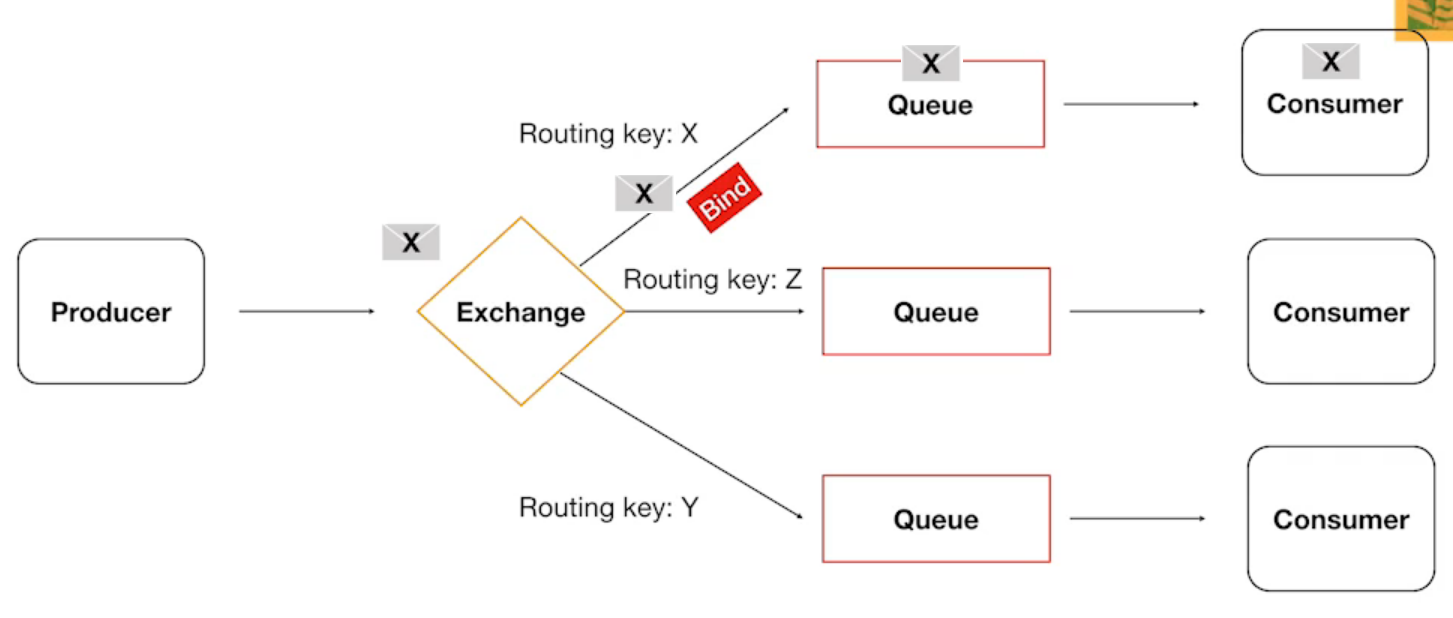 X
Queue
X
Consumer
Routing key: X
X
Bind
X
Routing key: Z
Producer
Exchange
Queue
Consumer
Routing key: Y
Queue
Consumer